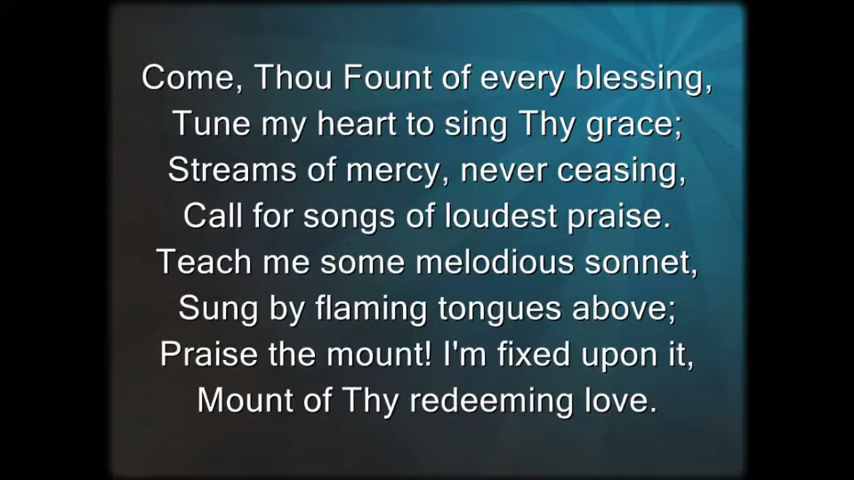 Come, Thou Fount of every blessing,
Tune my heart to sing Thy grace;
Streams of mercy, never ceasing,
Call for songs of loudest praise.
Teach me some melodious sonnet,
Sung by flaming tongues above;
Praise the mount! I'm fixed upon it,
Mount of Thy redeeming love.